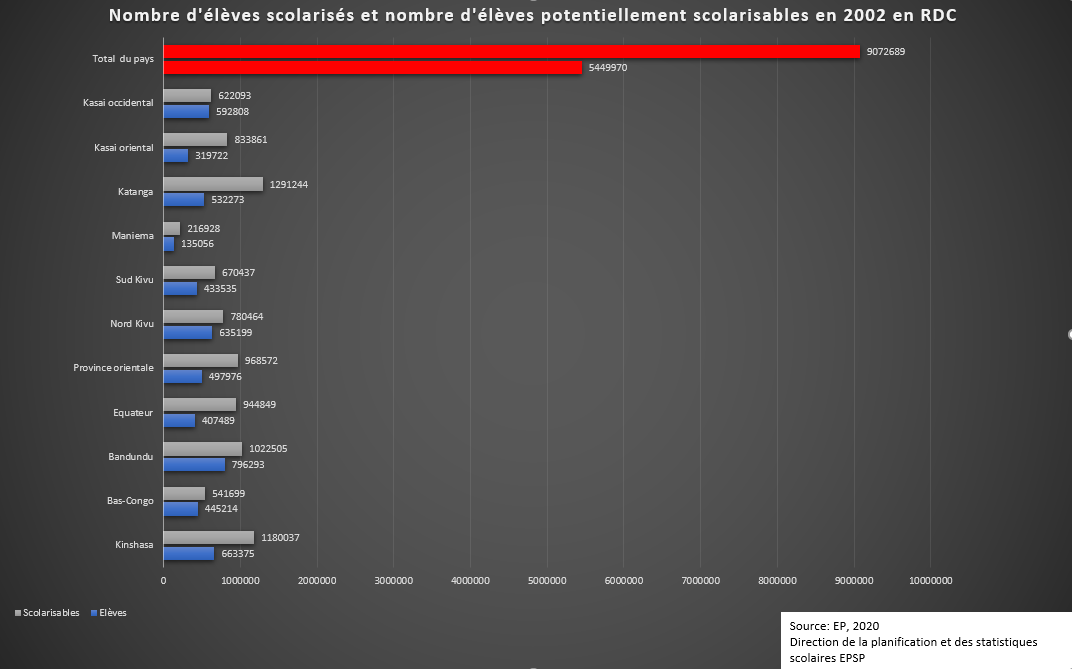 Nombre d'élèves scolarisés et nombre d'élèves potentiellement scolarisables en 2002 en RDC
Total du pays
9072689
5449970
Kasai occidental
622093
592808
Kasai oriental
833861
319722
Katanga
1291244
532273
Maniema
216928
135056
Sud Kivu
670437
433535
Nord Kivu
780464
635199
Province orientale
968572
497976
Equateur
944849
407489
Bandundu
1022505
796293
Bas-Congo
541699
445214
Kinshasa
1180037
663375
0 1000000 2000000 3000000 4000000 5000000 6000000 7000000 8000000 9000000 10000000
Scolarisables Elèves
Source: EP, 2020
Direction de la planification et des statistiques
scolaires EPSP